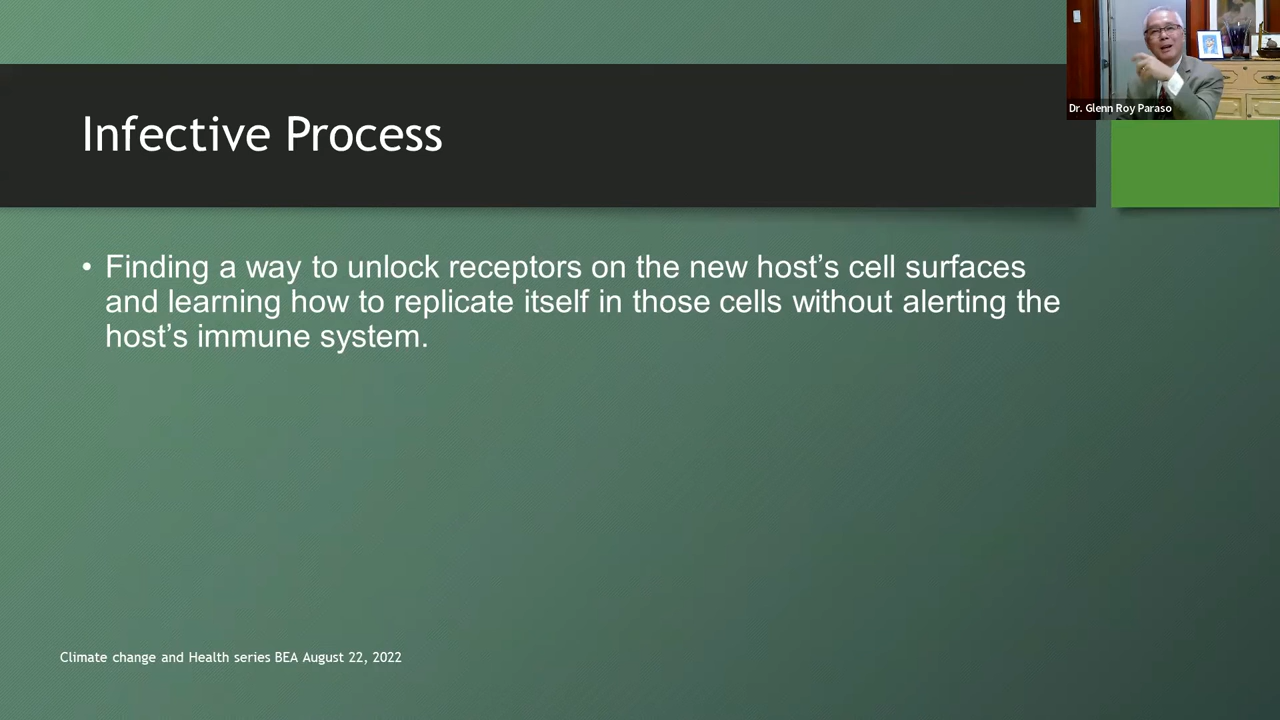 Dr. Glenn Roy Paraso
Infective Process
• Finding a way to unlock receptors on the new host’s cell surfaces
and learning how to replicate itself in those cells without alerting the
host’s immune system.
Climate change and Health series BEA August 22, 2022